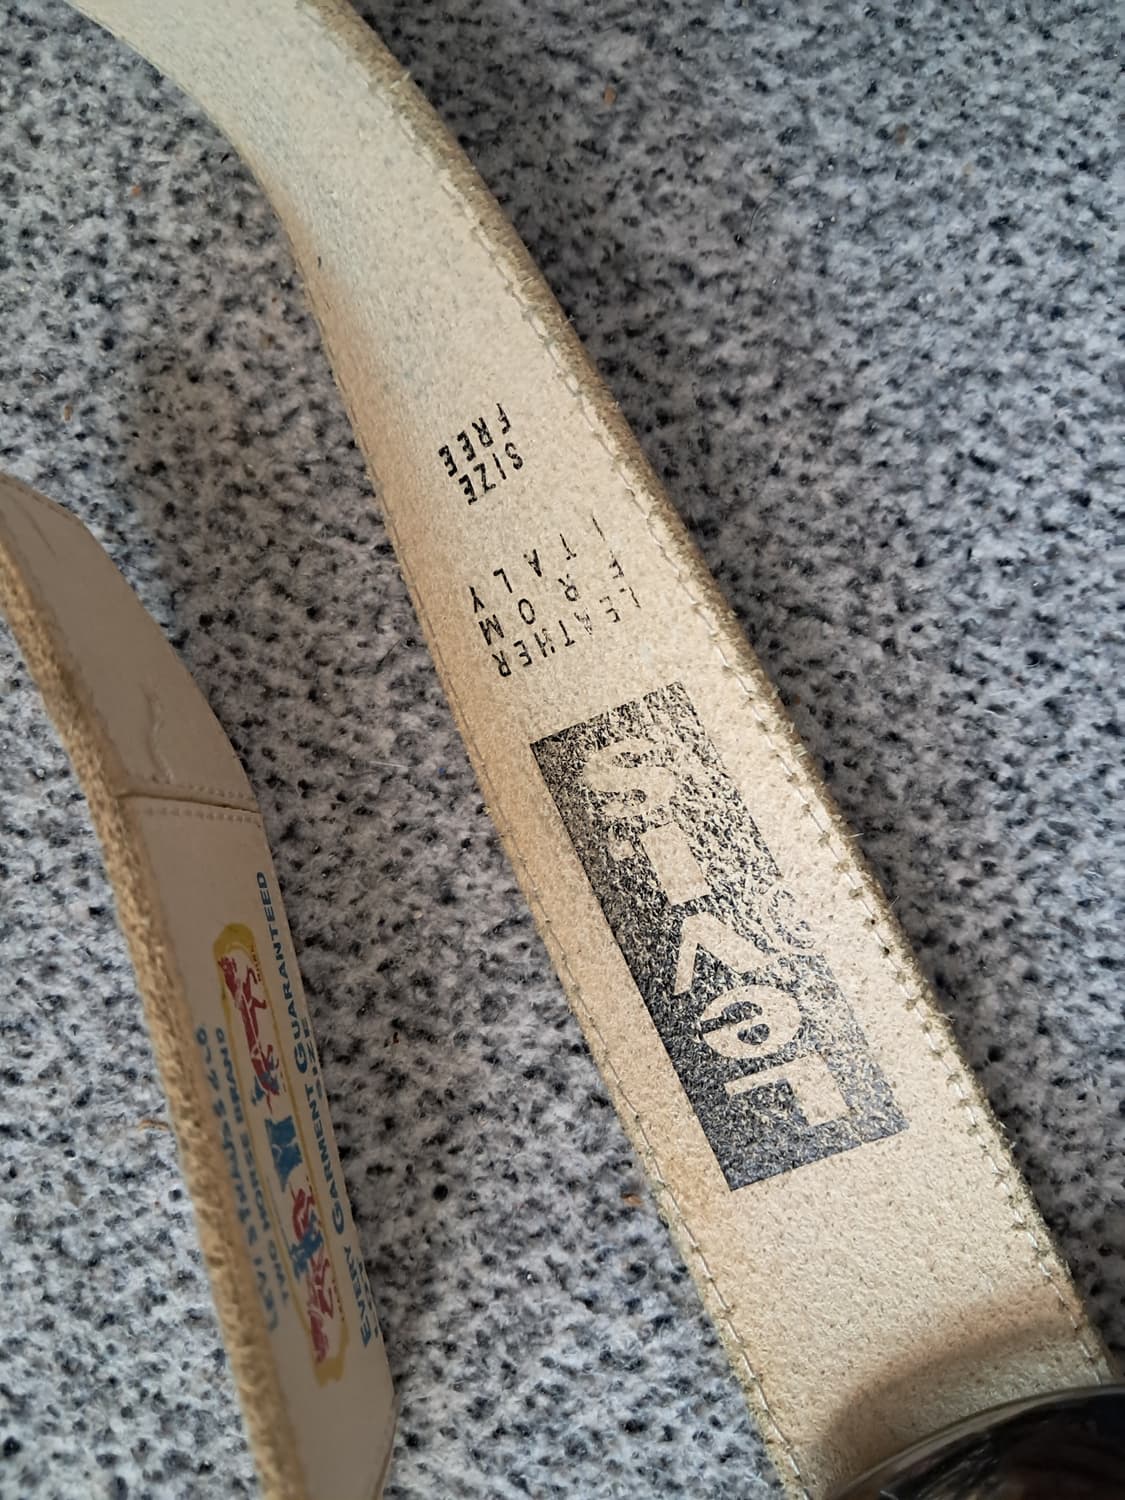 LeVI'S
LEATHER
FROM
ITALY
SIZE
FREE
LEVI STRAUSS & CO
TWO HORSE BRAND
EVERY GARMENT GUARANTEED